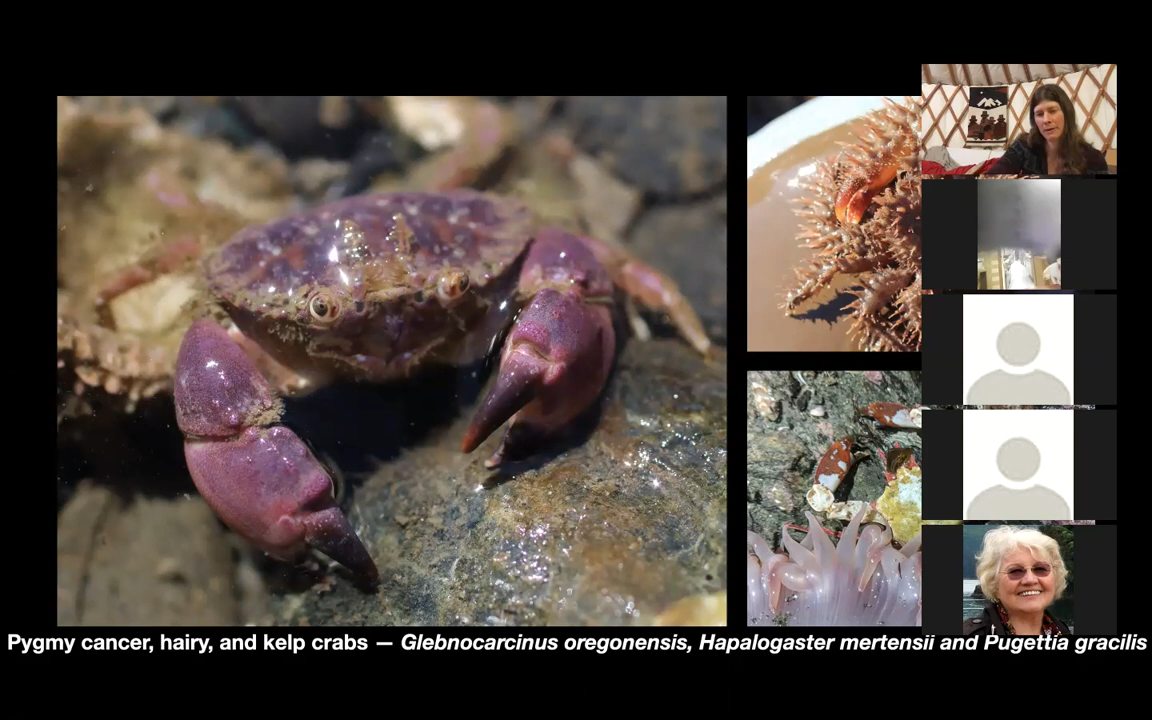 Pygmy cancer, hairy, and kelp crabs — Glebnocarcinus oregonensis, Hapalogaster mertensii and Pugettia gracilis